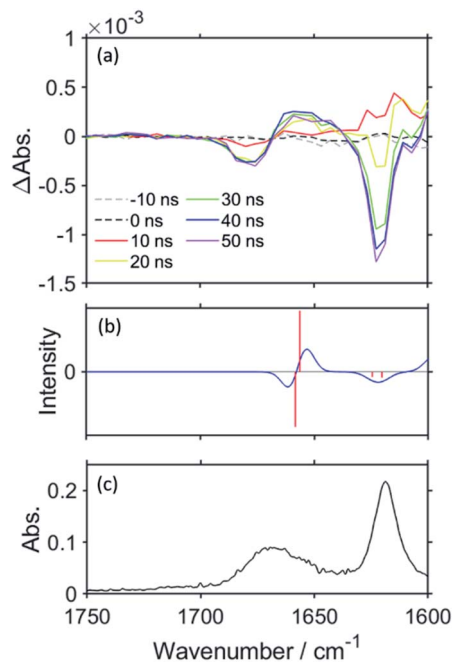 ×10⁻³
(a)
1
0.5
0
-0.5
-1
-1.5
ΔAbs.
-10 ns 30 ns
0 ns 40 ns
10 ns 50 ns
20 ns
(b)
0
Intensity
(c)
0.2
0.1
0
Abs.
1750 1700 1650 1600
Wavenumber / cm⁻¹